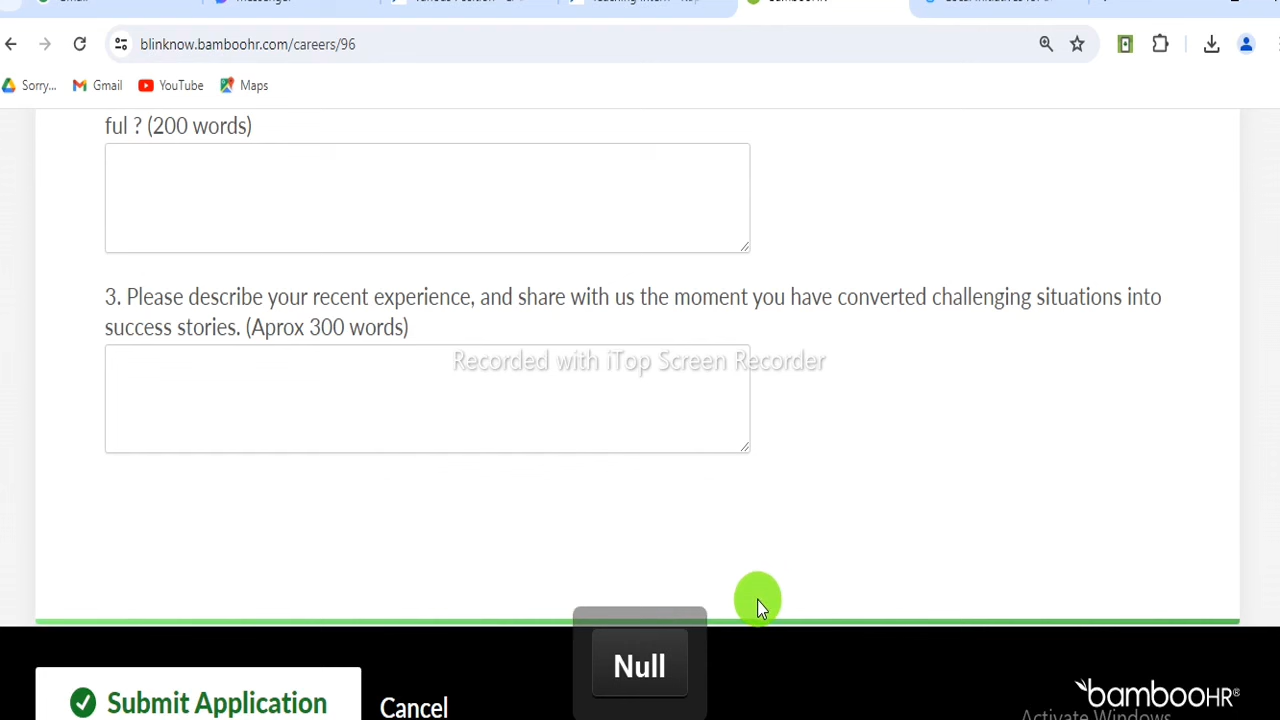 blinknow.bamboohr.com/careers/96
Sorry... Gmail YouTube Maps
ful ? (200 words)
3. Please describe your recent experience, and share with us the moment you have converted challenging situations into
success stories. (Aprox 300 words)
Recorded with iTop Screen Recorder
Null
Submit Application
Cancel
bambooHR®
Activate Windows